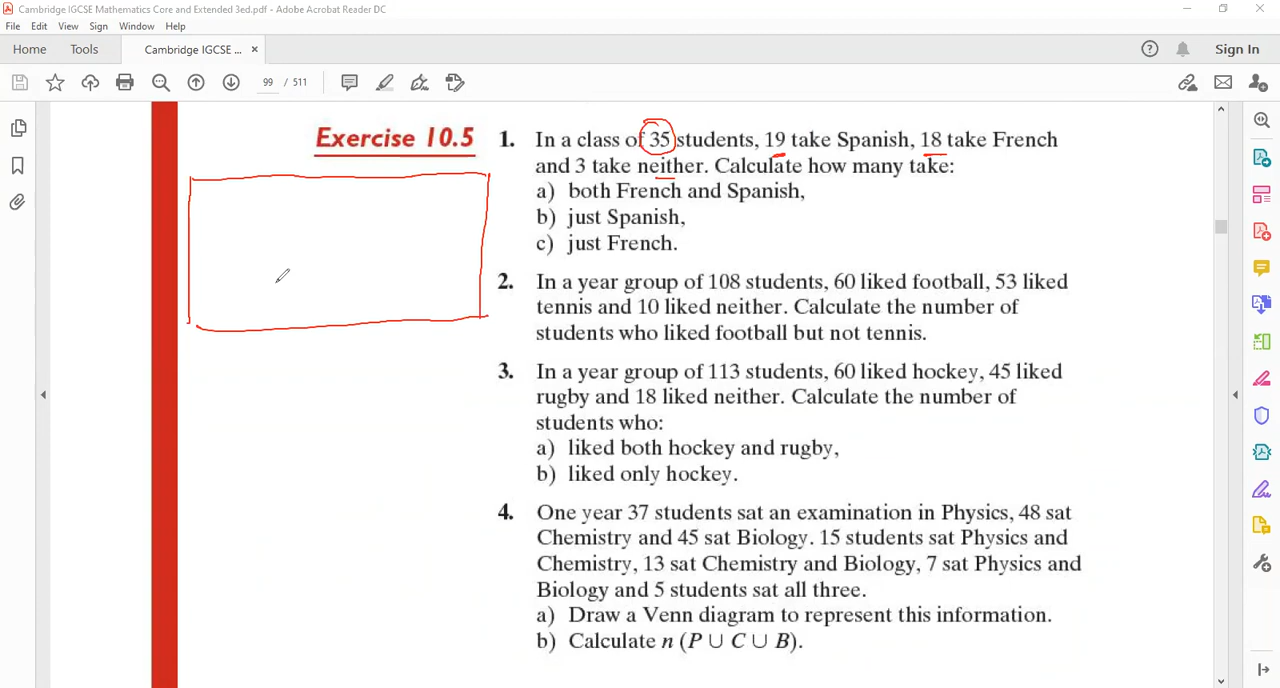 Cambridge IGCSE Mathematics Core and Extended 3ed.pdf - Adobe Acrobat Reader DC
File Edit View Sign Window Help
Home Tools Cambridge IGCSE ... × Sign In
99 / 511
Exercise 10.5
1. In a class of 35 students, 19 take Spanish, 18 take French
and 3 take neither. Calculate how many take:
a) both French and Spanish,
b) just Spanish,
c) just French.
2. In a year group of 108 students, 60 liked football, 53 liked
tennis and 10 liked neither. Calculate the number of
students who liked football but not tennis.
3. In a year group of 113 students, 60 liked hockey, 45 liked
rugby and 18 liked neither. Calculate the number of
students who:
a) liked both hockey and rugby,
b) liked only hockey.
4. One year 37 students sat an examination in Physics, 48 sat
Chemistry and 45 sat Biology. 15 students sat Physics and
Chemistry, 13 sat Chemistry and Biology, 7 sat Physics and
Biology and 5 students sat all three.
a) Draw a Venn diagram to represent this information.
b) Calculate n (P ∪ C ∪ B).